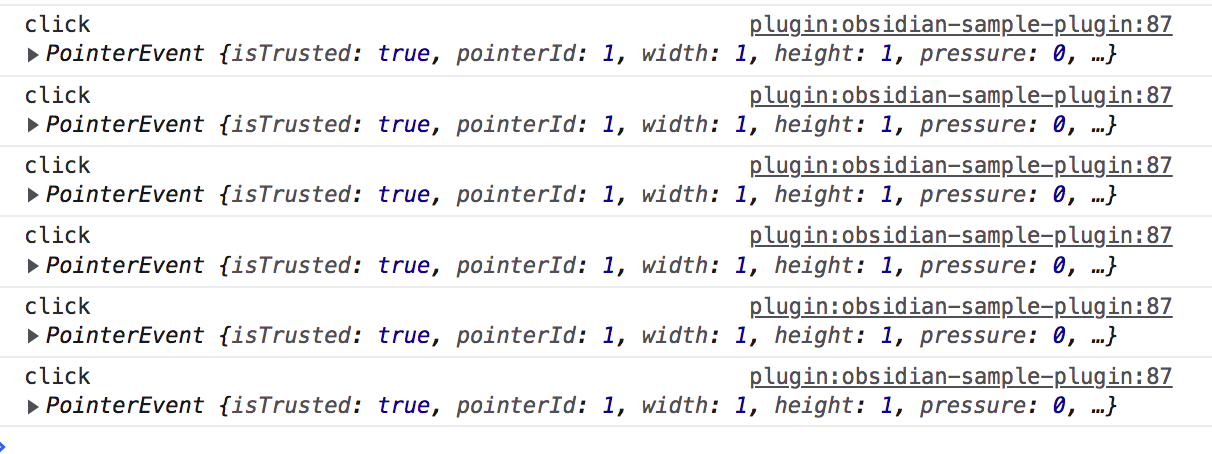 click plugin:obsidian-sample-plugin:87
▶ PointerEvent {isTrusted: true, pointerId: 1, width: 1, height: 1, pressure: 0, …}
click plugin:obsidian-sample-plugin:87
▶ PointerEvent {isTrusted: true, pointerId: 1, width: 1, height: 1, pressure: 0, …}
click plugin:obsidian-sample-plugin:87
▶ PointerEvent {isTrusted: true, pointerId: 1, width: 1, height: 1, pressure: 0, …}
click plugin:obsidian-sample-plugin:87
▶ PointerEvent {isTrusted: true, pointerId: 1, width: 1, height: 1, pressure: 0, …}
click plugin:obsidian-sample-plugin:87
▶ PointerEvent {isTrusted: true, pointerId: 1, width: 1, height: 1, pressure: 0, …}
click plugin:obsidian-sample-plugin:87
▶ PointerEvent {isTrusted: true, pointerId: 1, width: 1, height: 1, pressure: 0, …}